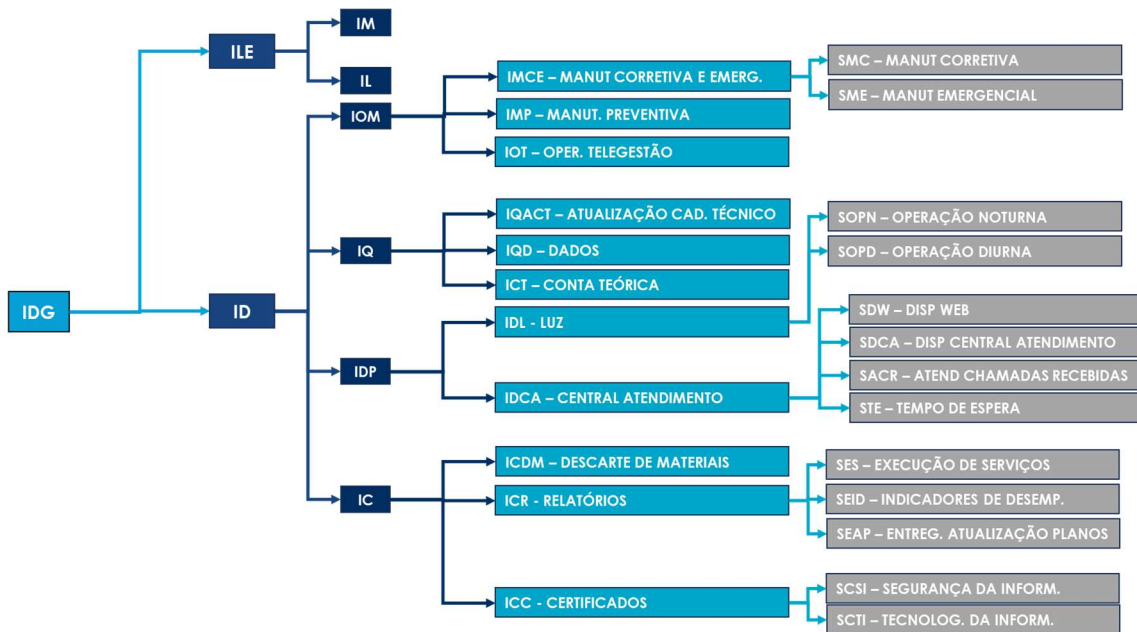 IDG
ILE
IM
IL
ID
IOM
IMCE – MANUT CORRETIVA E EMERG.
SMC – MANUT CORRETIVA
SME – MANUT EMERGENCIAL
IMP – MANUT. PREVENTIVA
IOT – OPER. TELEGESTÃO
IQ
IQACT – ATUALIZAÇÃO CAD. TÉCNICO
IQD – DADOS
ICT – CONTA TEÓRICA
IDP
IDL - LUZ
SOPN – OPERAÇÃO NOTURNA
SOPD – OPERAÇÃO DIURNA
IDCA – CENTRAL ATENDIMENTO
SDW – DISP WEB
SDCA – DISP CENTRAL ATENDIMENTO
SACR – ATEND CHAMADAS RECEBIDAS
STE – TEMPO DE ESPERA
IC
ICDM – DESCARTE DE MATERIAIS
ICR - RELATÓRIOS
SES – EXECUÇÃO DE SERVIÇOS
SEID – INDICADORES DE DESEMP.
SEAP – ENTREG. ATUALIZAÇÃO PLANOS
ICC - CERTIFICADOS
SCSI – SEGURANÇA DA INFORM.
SCTI – TECNOLOG. DA INFORM.